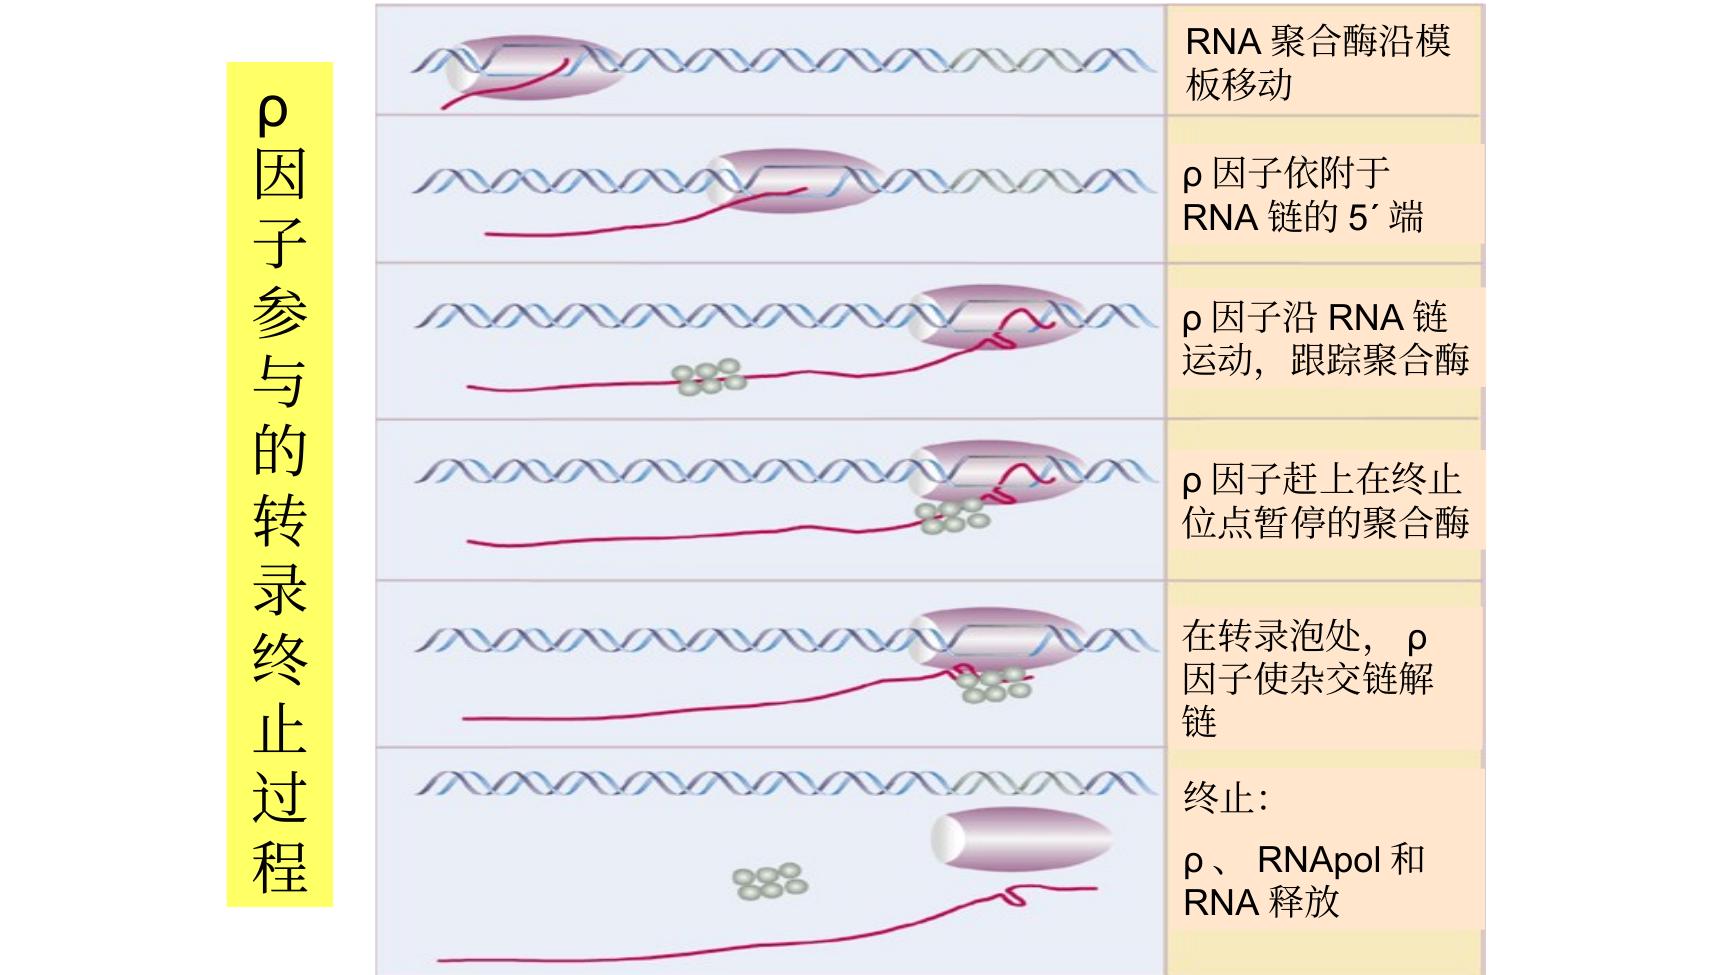 ρ因子参与的转录终止过程
RNA 聚合酶沿模
板移动
ρ 因子依附于
RNA 链的 5´ 端
ρ 因子沿 RNA 链
运动，跟踪聚合酶
ρ 因子赶上在终止
位点暂停的聚合酶
在转录泡处， ρ
因子使杂交链解
链
终止：
ρ 、 RNApol 和
RNA 释放